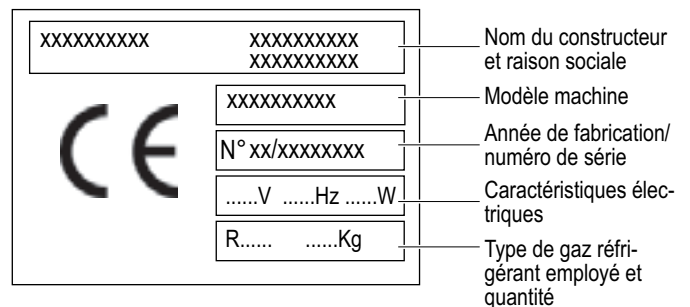 xxxxxxxxxx xxxxxxxxxx
xxxxxxxxxx
Nom du constructeur
et raison sociale
CE
xxxxxxxxxx
Modèle machine
N° xx/xxxxxxxx
Année de fabrication/
numéro de série
......V ......Hz ......W
Caractéristiques élec-
triques
R...... ......Kg
Type de gaz réfri-
gérant employé et
quantité